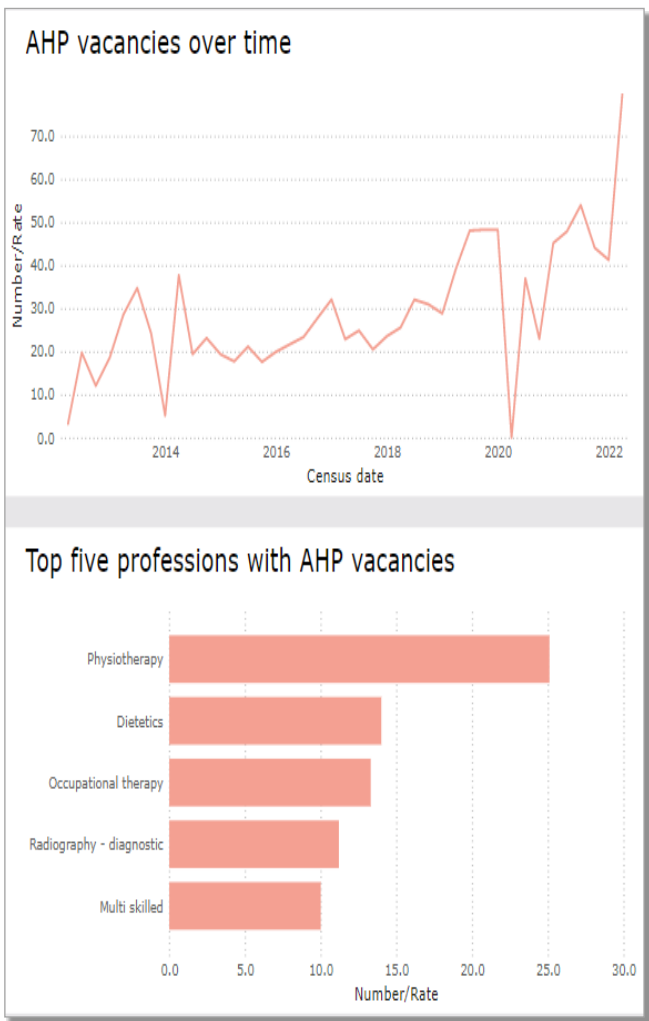 AHP vacancies over time
Number/Rate
70.0
60.0
50.0
40.0
30.0
20.0
10.0
0.0
2014 2016 2018 2020 2022
Census date
Top five professions with AHP vacancies
Physiotherapy
Dietetics
Occupational therapy
Radiography - diagnostic
Multi skilled
0.0 5.0 10.0 15.0 20.0 25.0 30.0
Number/Rate